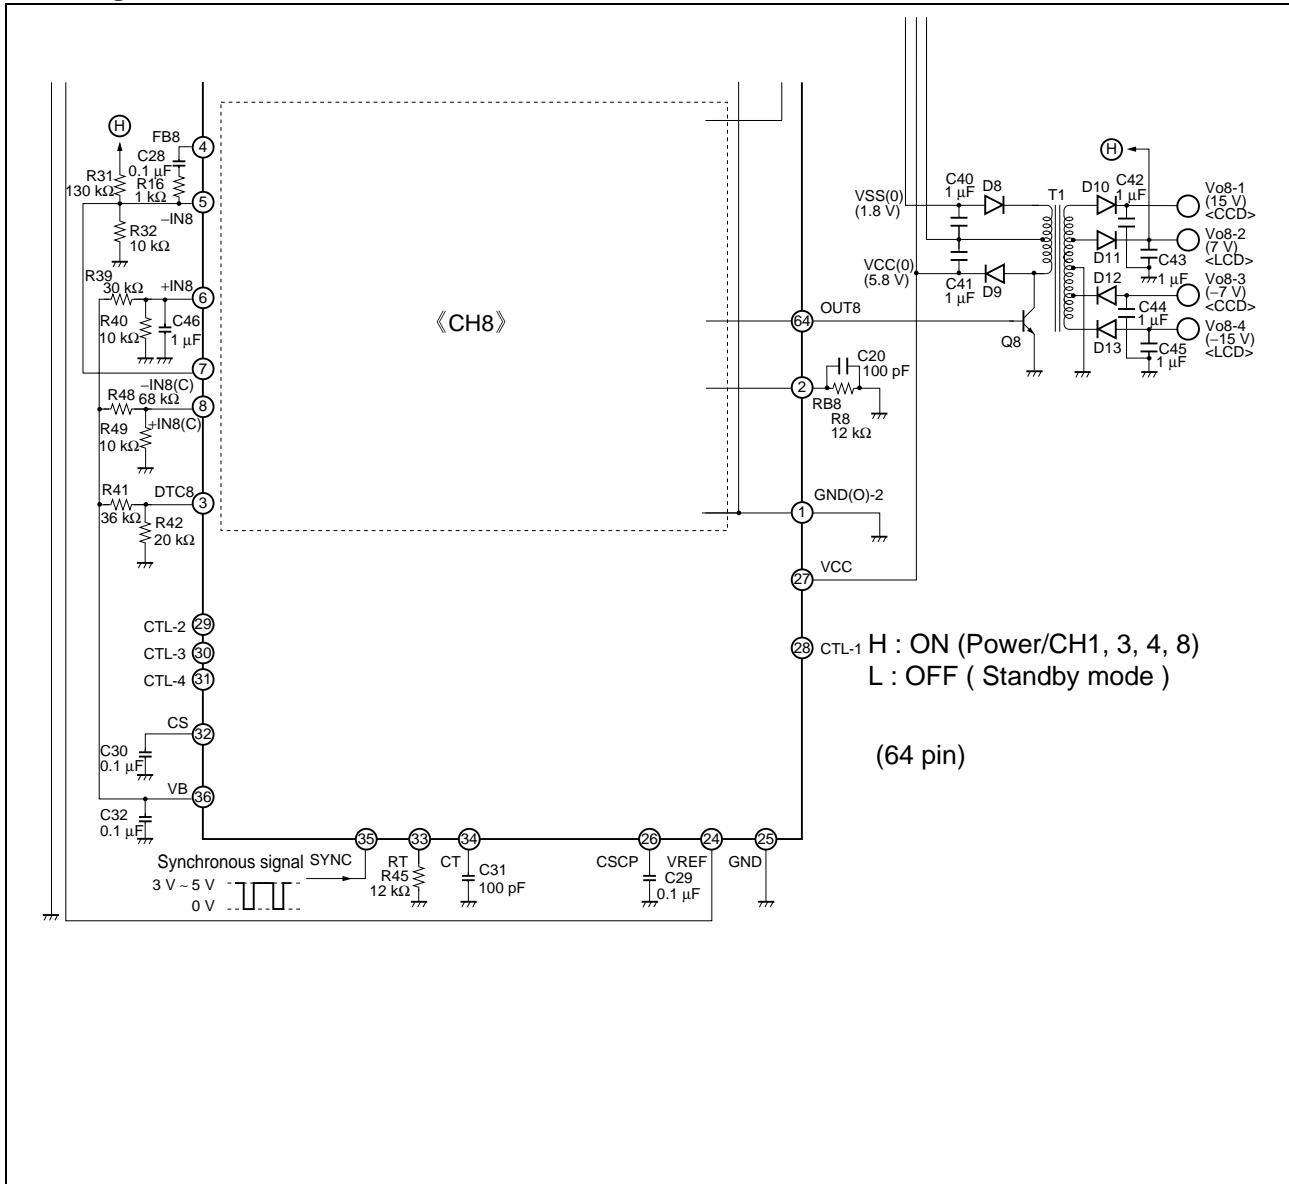 H
FB8
4
C28
0.1 µF
R31
130 kΩ
R16
1 kΩ
5
−IN8
R32
10 kΩ
R39
30 kΩ
+IN8
6
R40
10 kΩ
C46
1 µF
7
−IN8(C)
R48
68 kΩ
8
+IN8(C)
R49
10 kΩ
R41
36 kΩ
DTC8
3
R42
20 kΩ
CTL-2
29
CTL-3
30
CTL-4
31
CS
32
C30
0.1 µF
VB
36
C32
0.1 µF
《CH8》
Synchronous signal
SYNC
35
3 V ~ 5 V
0 V
33
RT
R45
12 kΩ
34
CT
C31
100 pF
26
CSCP
C29
0.1 µF
24
VREF
25
GND
64
OUT8
2
RB8
C20
100 pF
R8
12 kΩ
1
GND(O)-2
27
VCC
28
CTL-1
H : ON (Power/CH1, 3, 4, 8)
L : OFF ( Standby mode )
(64 pin)
VSS(0)
(1.8 V)
C40
1 µF
D8
VCC(0)
(5.8 V)
C41
1 µF
D9
Q8
T1
H
D10
C42
1 µF
D11
C43
1 µF
D12
C44
1 µF
D13
C45
1 µF
Vo8-1
(15 V)
<CCD>
Vo8-2
(7 V)
<LCD>
Vo8-3
(−7 V)
<CCD>
Vo8-4
(−15 V)
<LCD>